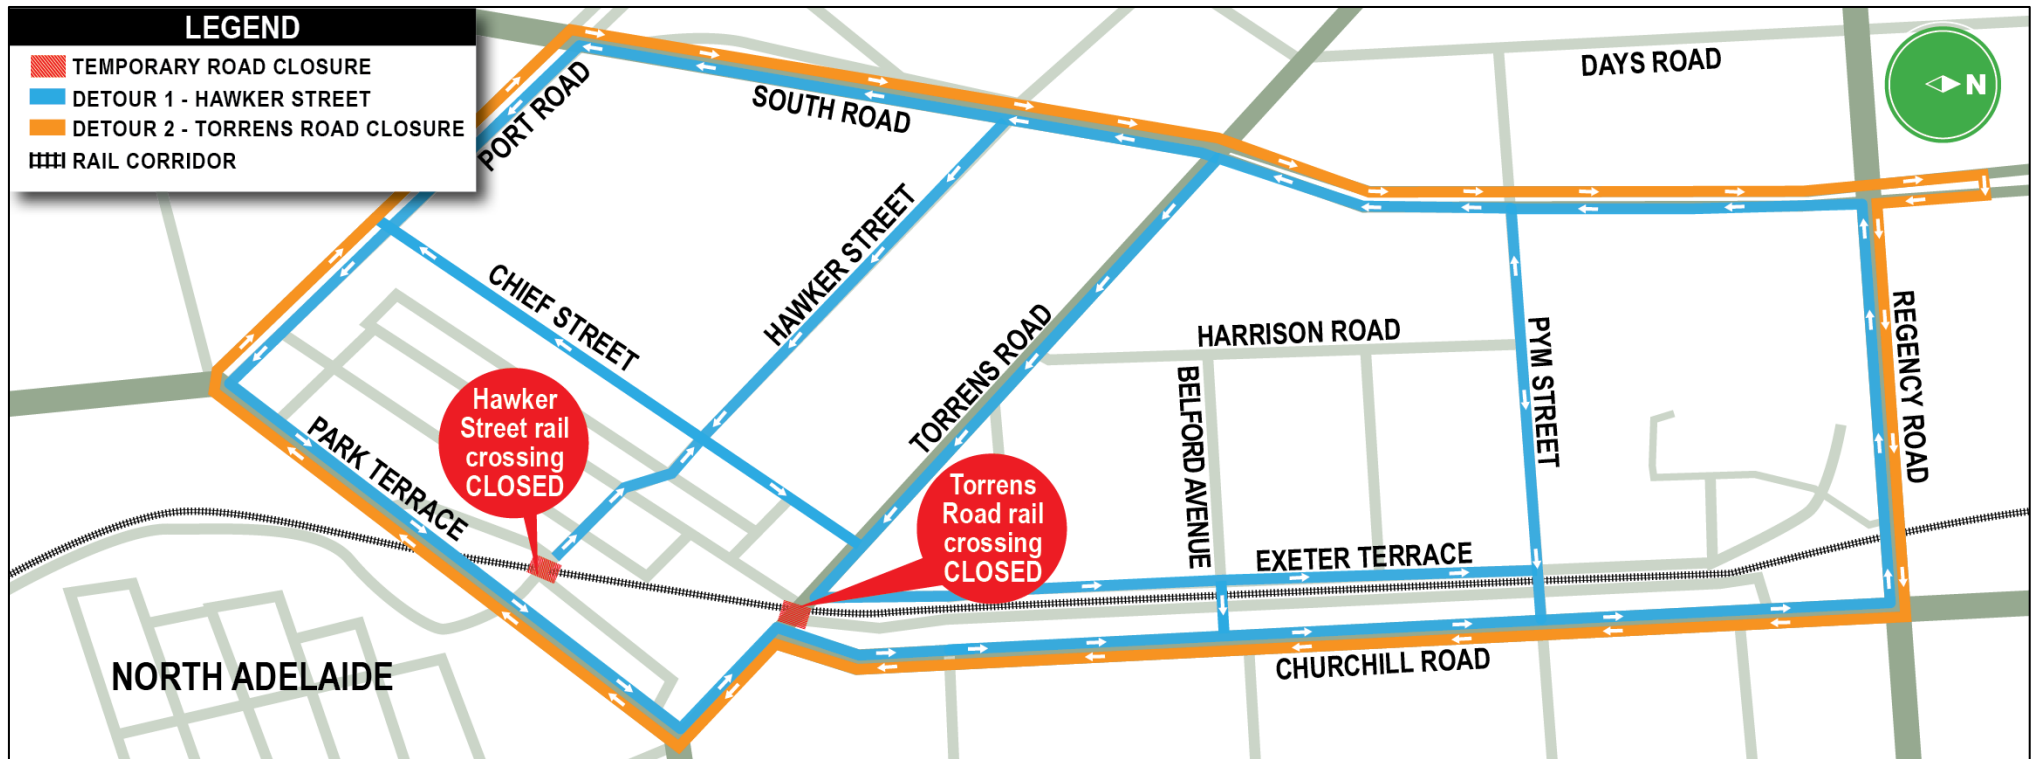 LEGEND
TEMPORARY ROAD CLOSURE
DETOUR 1 - HAWKER STREET
DETOUR 2 - TORRENS ROAD CLOSURE
RAIL CORRIDOR
PORT ROAD
SOUTH ROAD
DAYS ROAD
N
CHIEF STREET
HAWKER STREET
TORRENS ROAD
HARRISON ROAD
BELFORD AVENUE
PYM STREET
REGENCY ROAD
PARK TERRACE
Hawker
Street rail
crossing
CLOSED
Torrens
Road rail
crossing
CLOSED
EXETER TERRACE
CHURCHILL ROAD
NORTH ADELAIDE